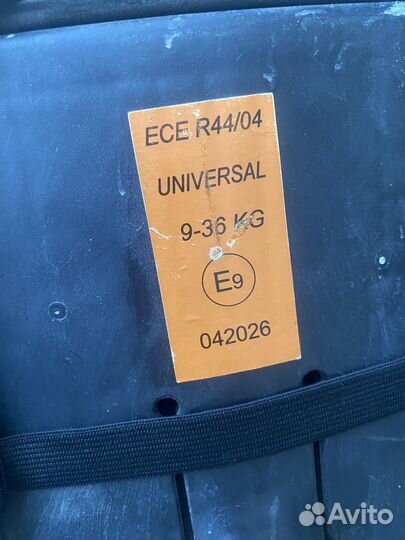 ECE R44/04
UNIVERSAL
9-36 KG
E9
042026
Avito